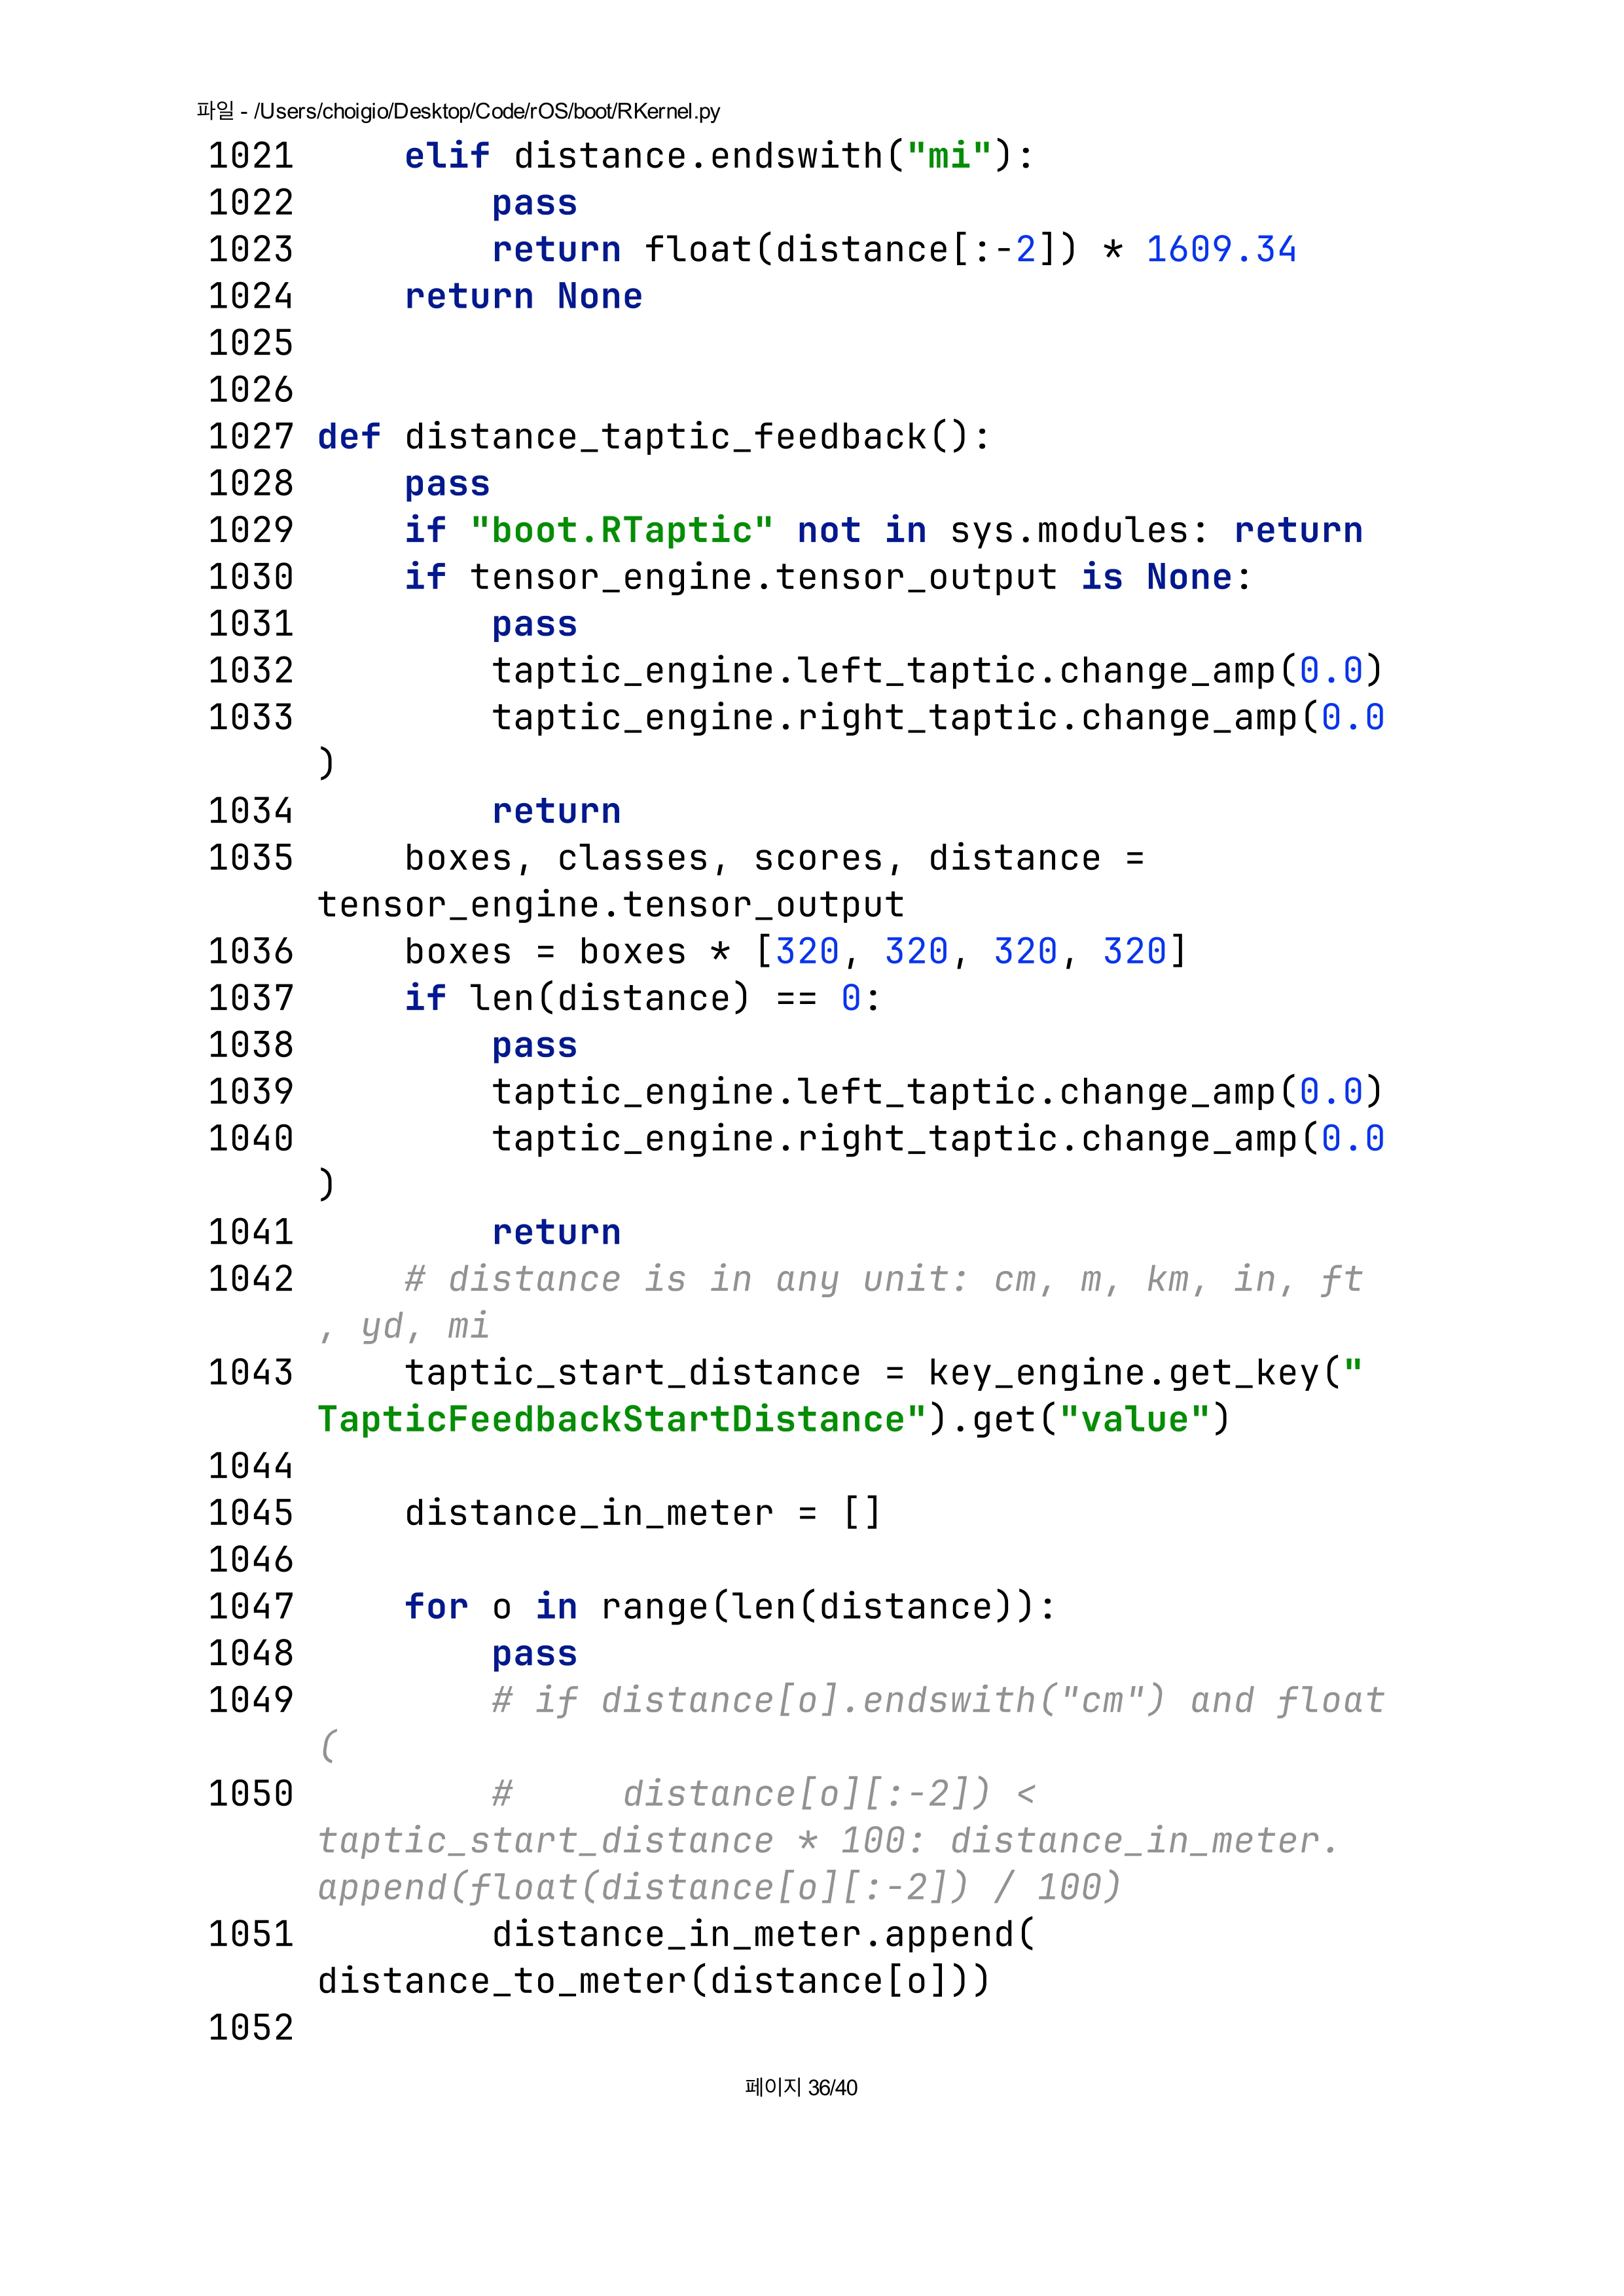 파일 - /Users/choigio/Desktop/Code/rOS/boot/RKernel.py
1021     elif distance.endswith("mi"):
1022         pass
1023         return float(distance[:-2]) * 1609.34
1024     return None
1025
1026
1027 def distance_taptic_feedback():
1028     pass
1029     if "boot.RTaptic" not in sys.modules: return
1030     if tensor_engine.tensor_output is None:
1031         pass
1032         taptic_engine.left_taptic.change_amp(0.0)
1033         taptic_engine.right_taptic.change_amp(0.0
)
1034         return
1035     boxes, classes, scores, distance =
tensor_engine.tensor_output
1036     boxes = boxes * [320, 320, 320, 320]
1037     if len(distance) == 0:
1038         pass
1039         taptic_engine.left_taptic.change_amp(0.0)
1040         taptic_engine.right_taptic.change_amp(0.0
)
1041         return
1042     # distance is in any unit: cm, m, km, in, ft
, yd, mi
1043     taptic_start_distance = key_engine.get_key("
TapticFeedbackStartDistance").get("value")
1044
1045     distance_in_meter = []
1046
1047     for o in range(len(distance)):
1048         pass
1049         # if distance[o].endswith("cm") and float
(
1050         #     distance[o][:-2]) <
taptic_start_distance * 100: distance_in_meter.
append(float(distance[o][:-2]) / 100)
1051         distance_in_meter.append(
distance_to_meter(distance[o]))
1052
페이지 36/40